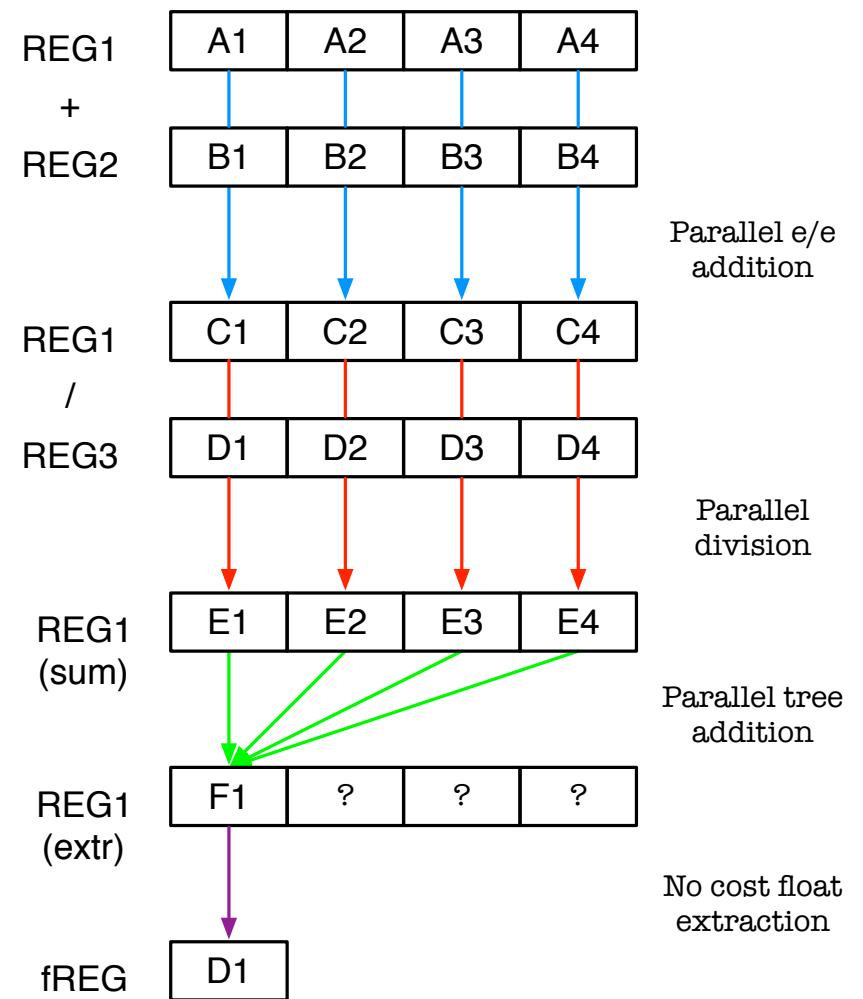 REG1 A1 A2 A3 A4
+
REG2 B1 B2 B3 B4
Parallel e/e
addition
REG1 C1 C2 C3 C4
/
REG3 D1 D2 D3 D4
Parallel
division
REG1 E1 E2 E3 E4
(sum)
Parallel tree
addition
REG1 F1 ? ? ?
(extr)
No cost float
extraction
fREG D1